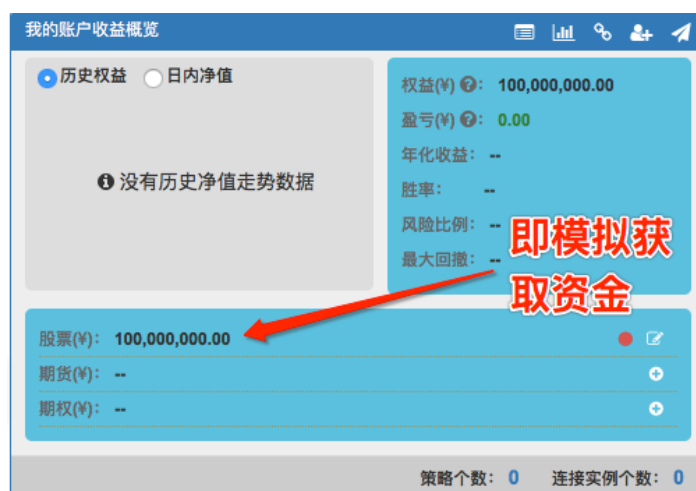 我的账户收益概览
历史权益 日内净值
没有历史净值走势数据
权益(¥) ?: 100,000,000.00
盈亏(¥) ?: 0.00
年化收益: --
胜率: --
风险比例: --
最大回撤: --
即模拟获
取资金
股票(¥): 100,000,000.00
期货(¥): --
期权(¥): --
策略个数: 0 连接实例个数: 0